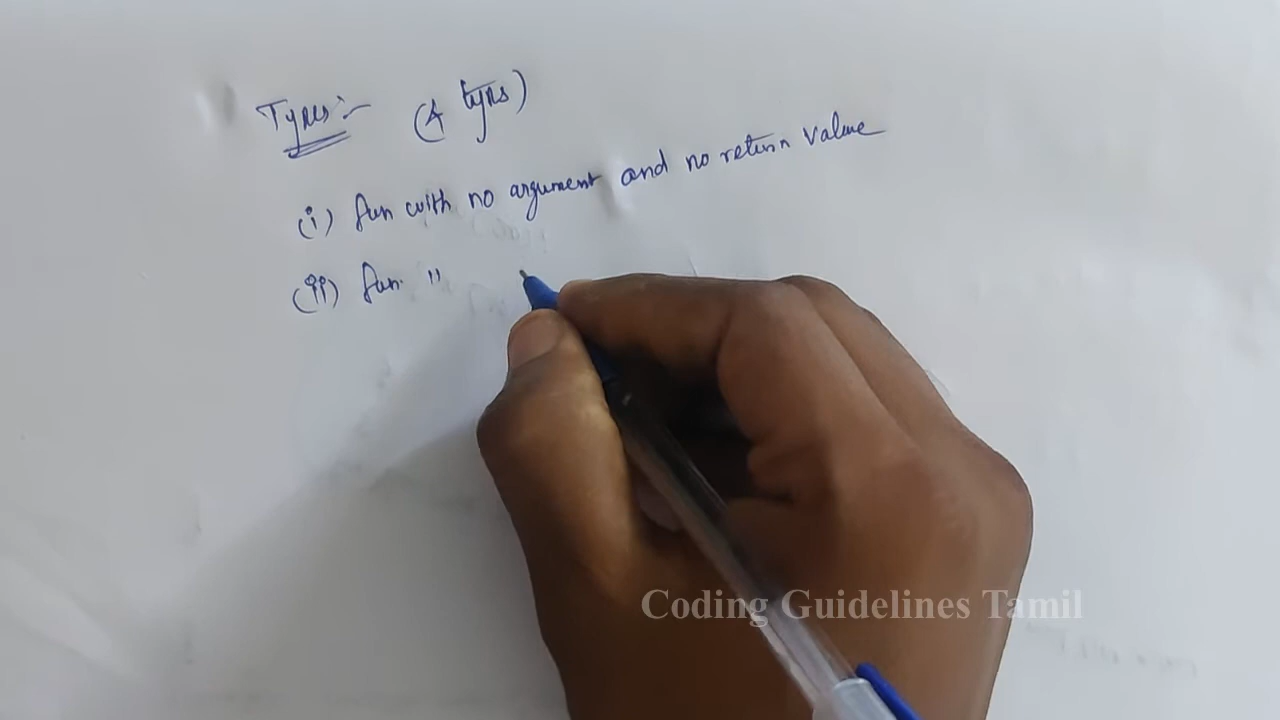 Types:- (4 types)
(i) fun with no argument and no return value
(ii) fun "
Coding Guidelines Tamil